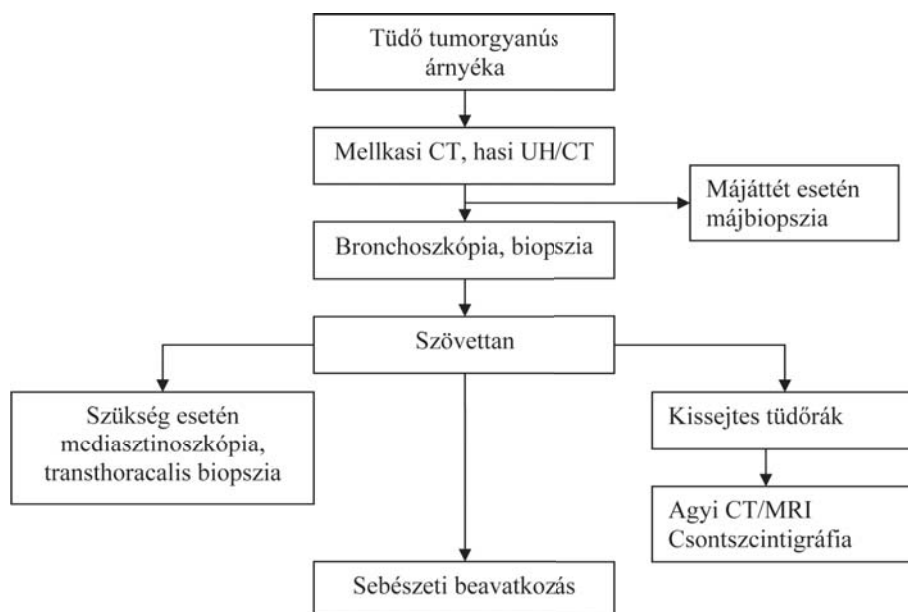 Tüdő tumorgyanús
árnyéka
Mellkasi CT, hasi UH/CT
Májáttét esetén
májbiopszia
Bronchoszkópia, biopszia
Szövettan
Szükség esetén
mediasztinoszkópia,
transthoracalis biopszia
Kissejtes tüdőrák
Agyi CT/MRI
Csontszcintigráfia
Sebészeti beavatkozás